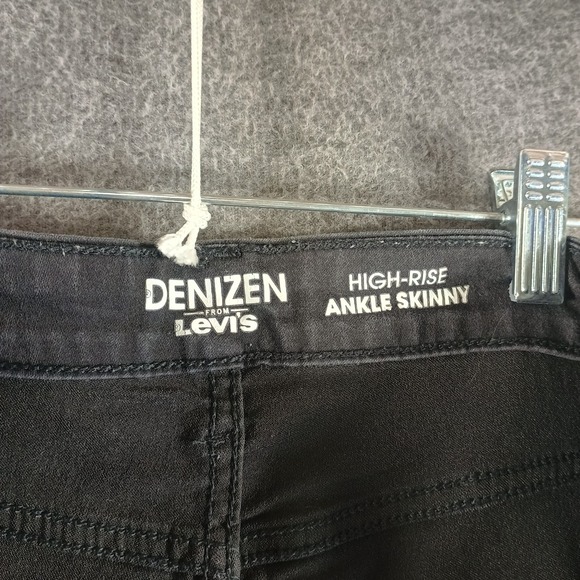 DENIZEN
FROM
Levi's
HIGH-RISE
ANKLE SKINNY